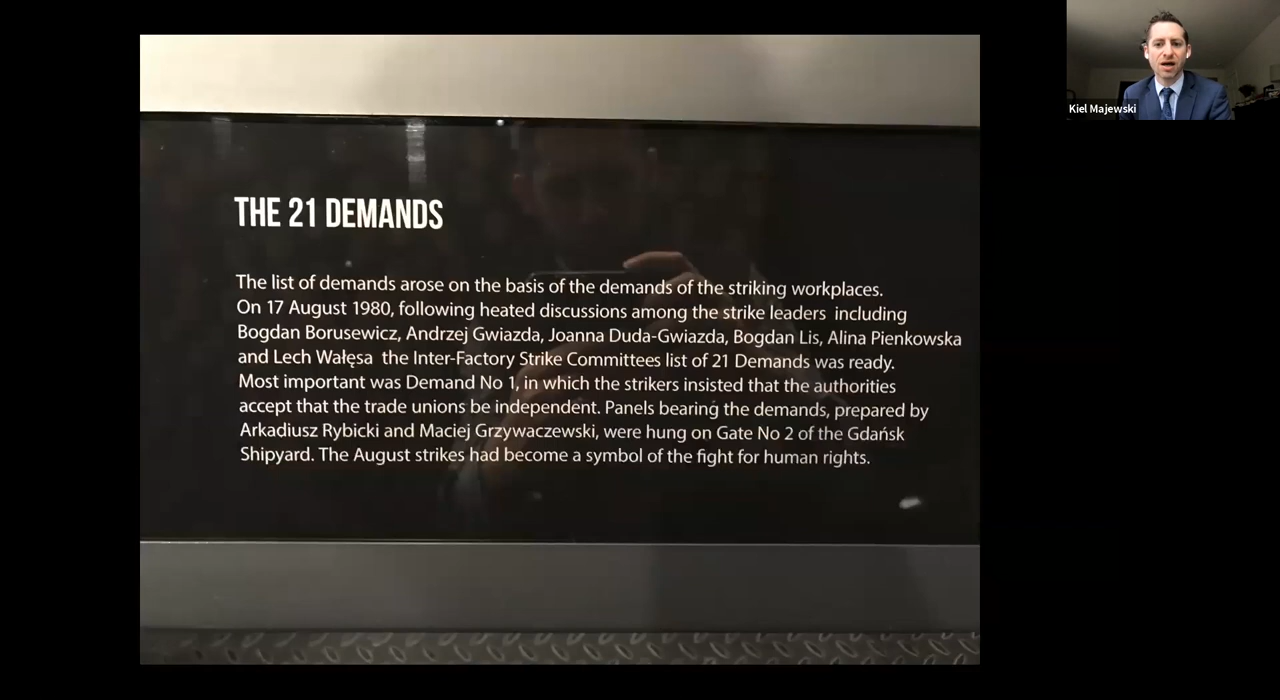 THE 21 DEMANDS
The list of demands arose on the basis of the demands of the striking workplaces.
On 17 August 1980, following heated discussions among the strike leaders including
Bogdan Borusewicz, Andrzej Gwiazda, Joanna Duda-Gwiazda, Bogdan Lis, Alina Pienkowska
and Lech Wałęsa the Inter-Factory Strike Committees list of 21 Demands was ready.
Most important was Demand No 1, in which the strikers insisted that the authorities
accept that the trade unions be independent. Panels bearing the demands, prepared by
Arkadiusz Rybicki and Maciej Grzywaczewski, were hung on Gate No 2 of the Gdańsk
Shipyard. The August strikes had become a symbol of the fight for human rights.
Kiel Majewski